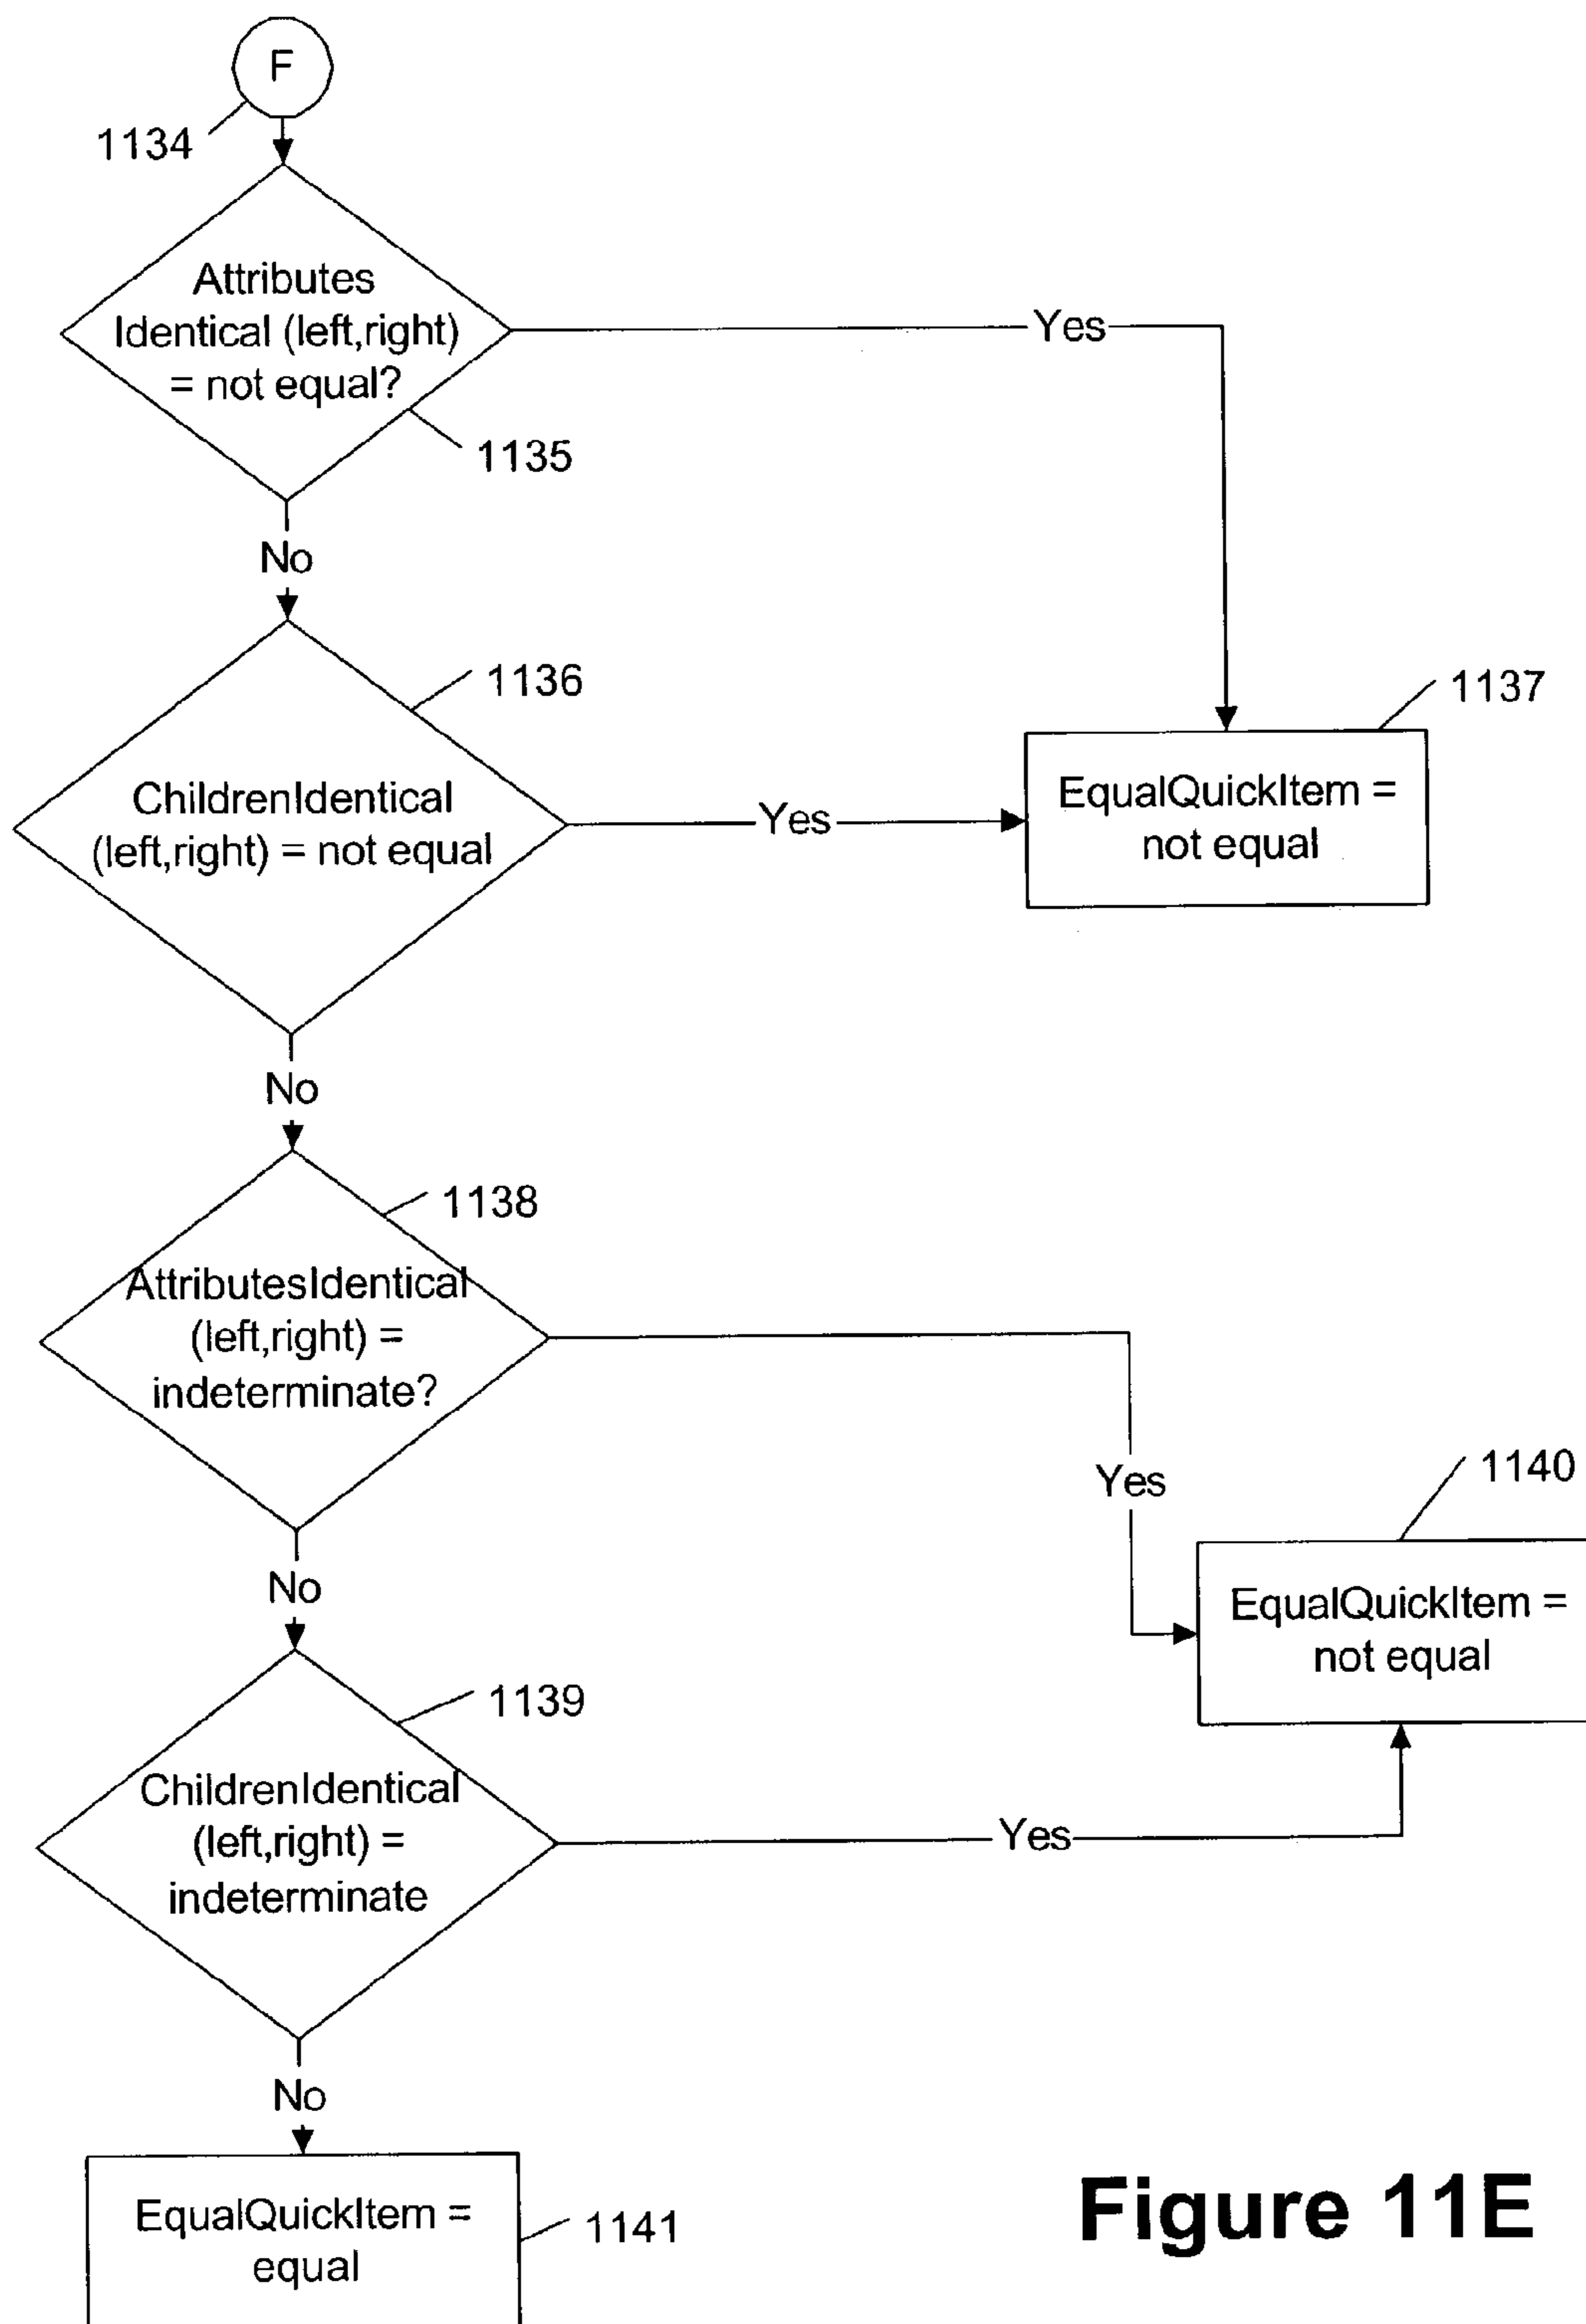 F
1134
Attributes
Identical (left,right)
= not equal?
Yes
1135
No
1136
1137
ChildrenIdentical
(left,right) = not equal
Yes
EqualQuickItem =
not equal
No
1138
AttributesIdentical
(left,right) =
indeterminate?
Yes
1140
EqualQuickItem =
not equal
No
1139
ChildrenIdentical
(left,right) =
indeterminate
Yes
No
EqualQuickItem =
equal
1141
Figure 11E